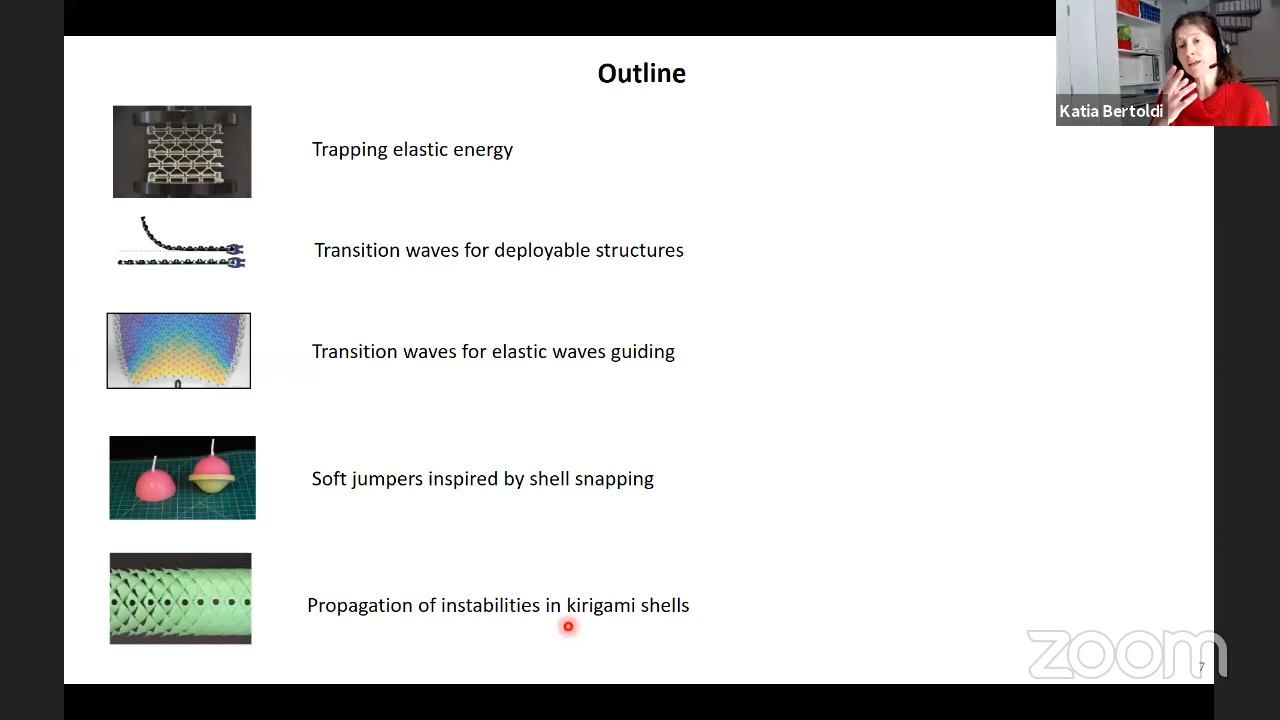 Outline
Katia Bertoldi
Trapping elastic energy
Transition waves for deployable structures
Transition waves for elastic waves guiding
Soft jumpers inspired by shell snapping
Propagation of instabilities in kirigami shells
zoom
7